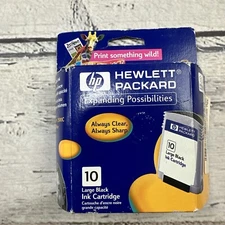 Print something wild!
hp
HEWLETT
PACKARD
Expanding Possibilities
Always Clear,
Always Sharp
10
Large Black
Ink Cartridge
Cartouche d'encre noire
grande capacité
hp
10
Large Black
Ink Cartridge